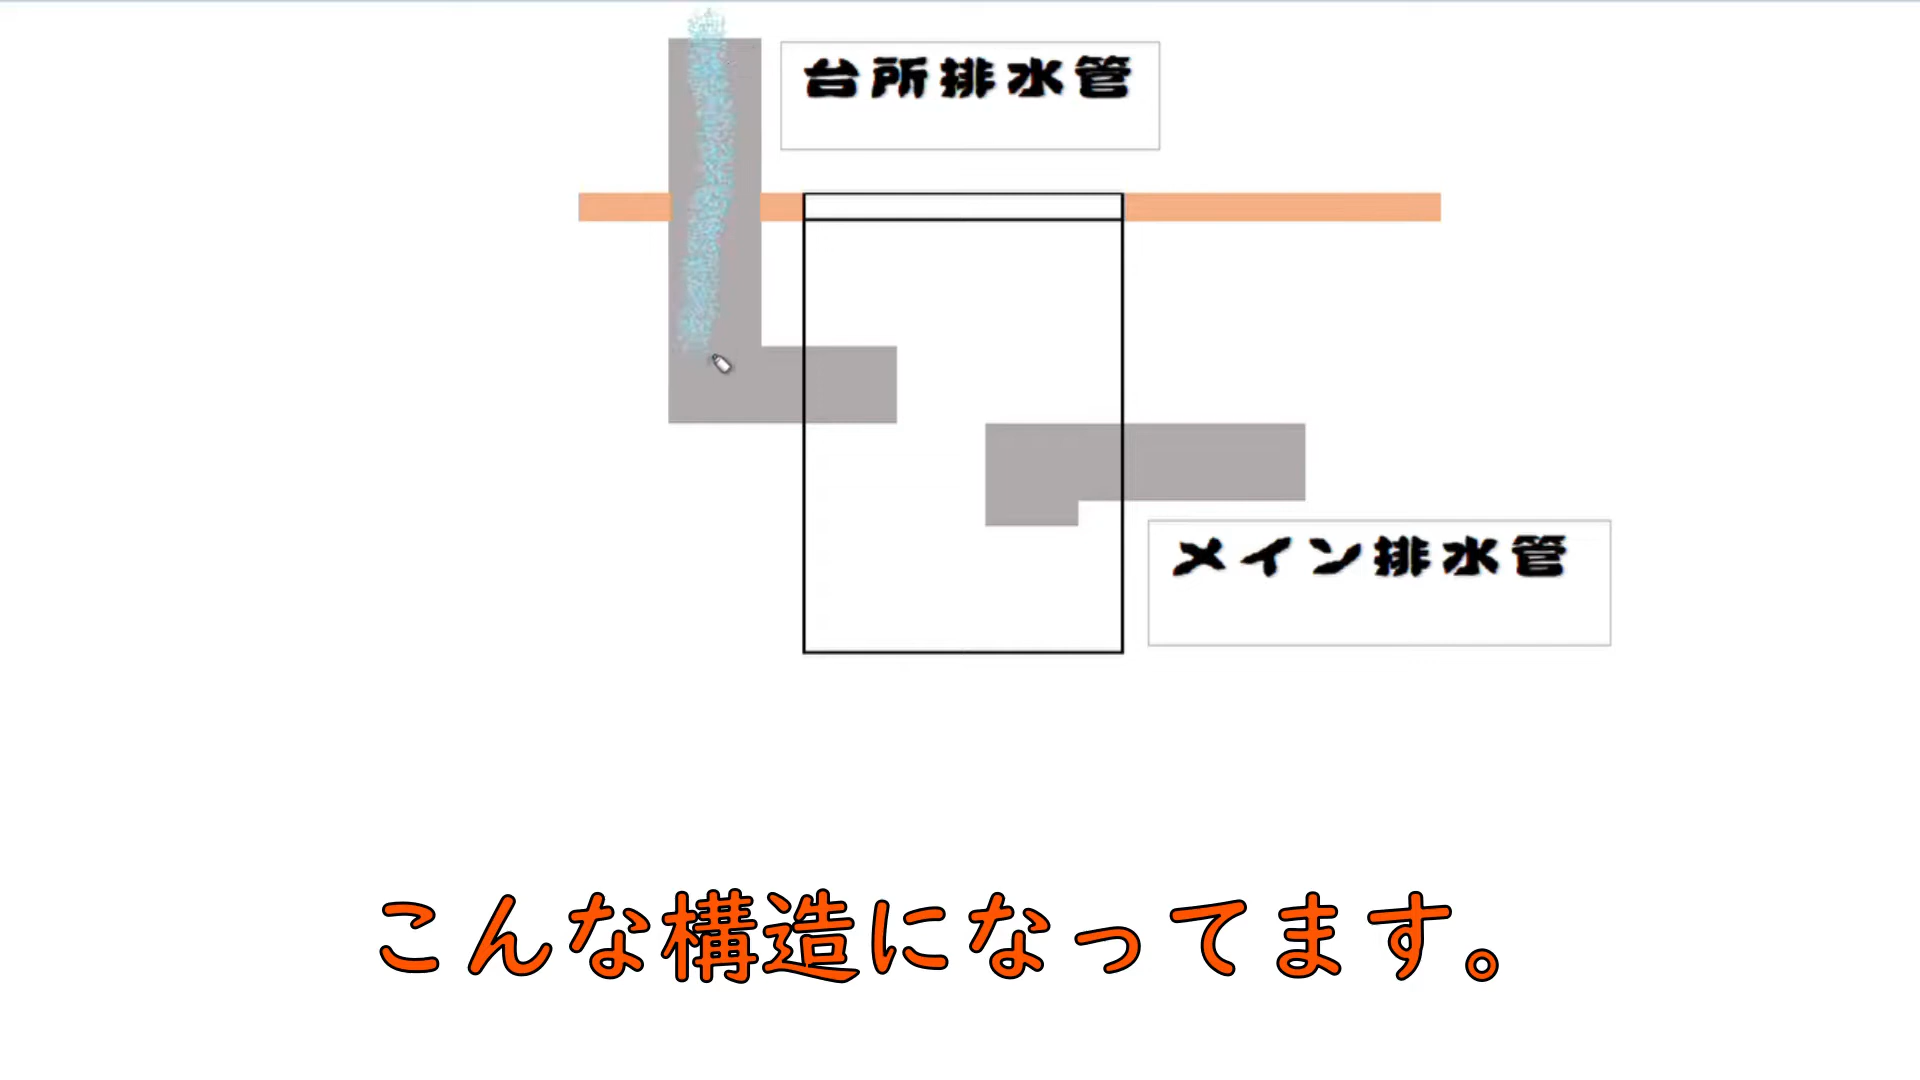 台所排水管
メイン排水管
こんな構造になってます。